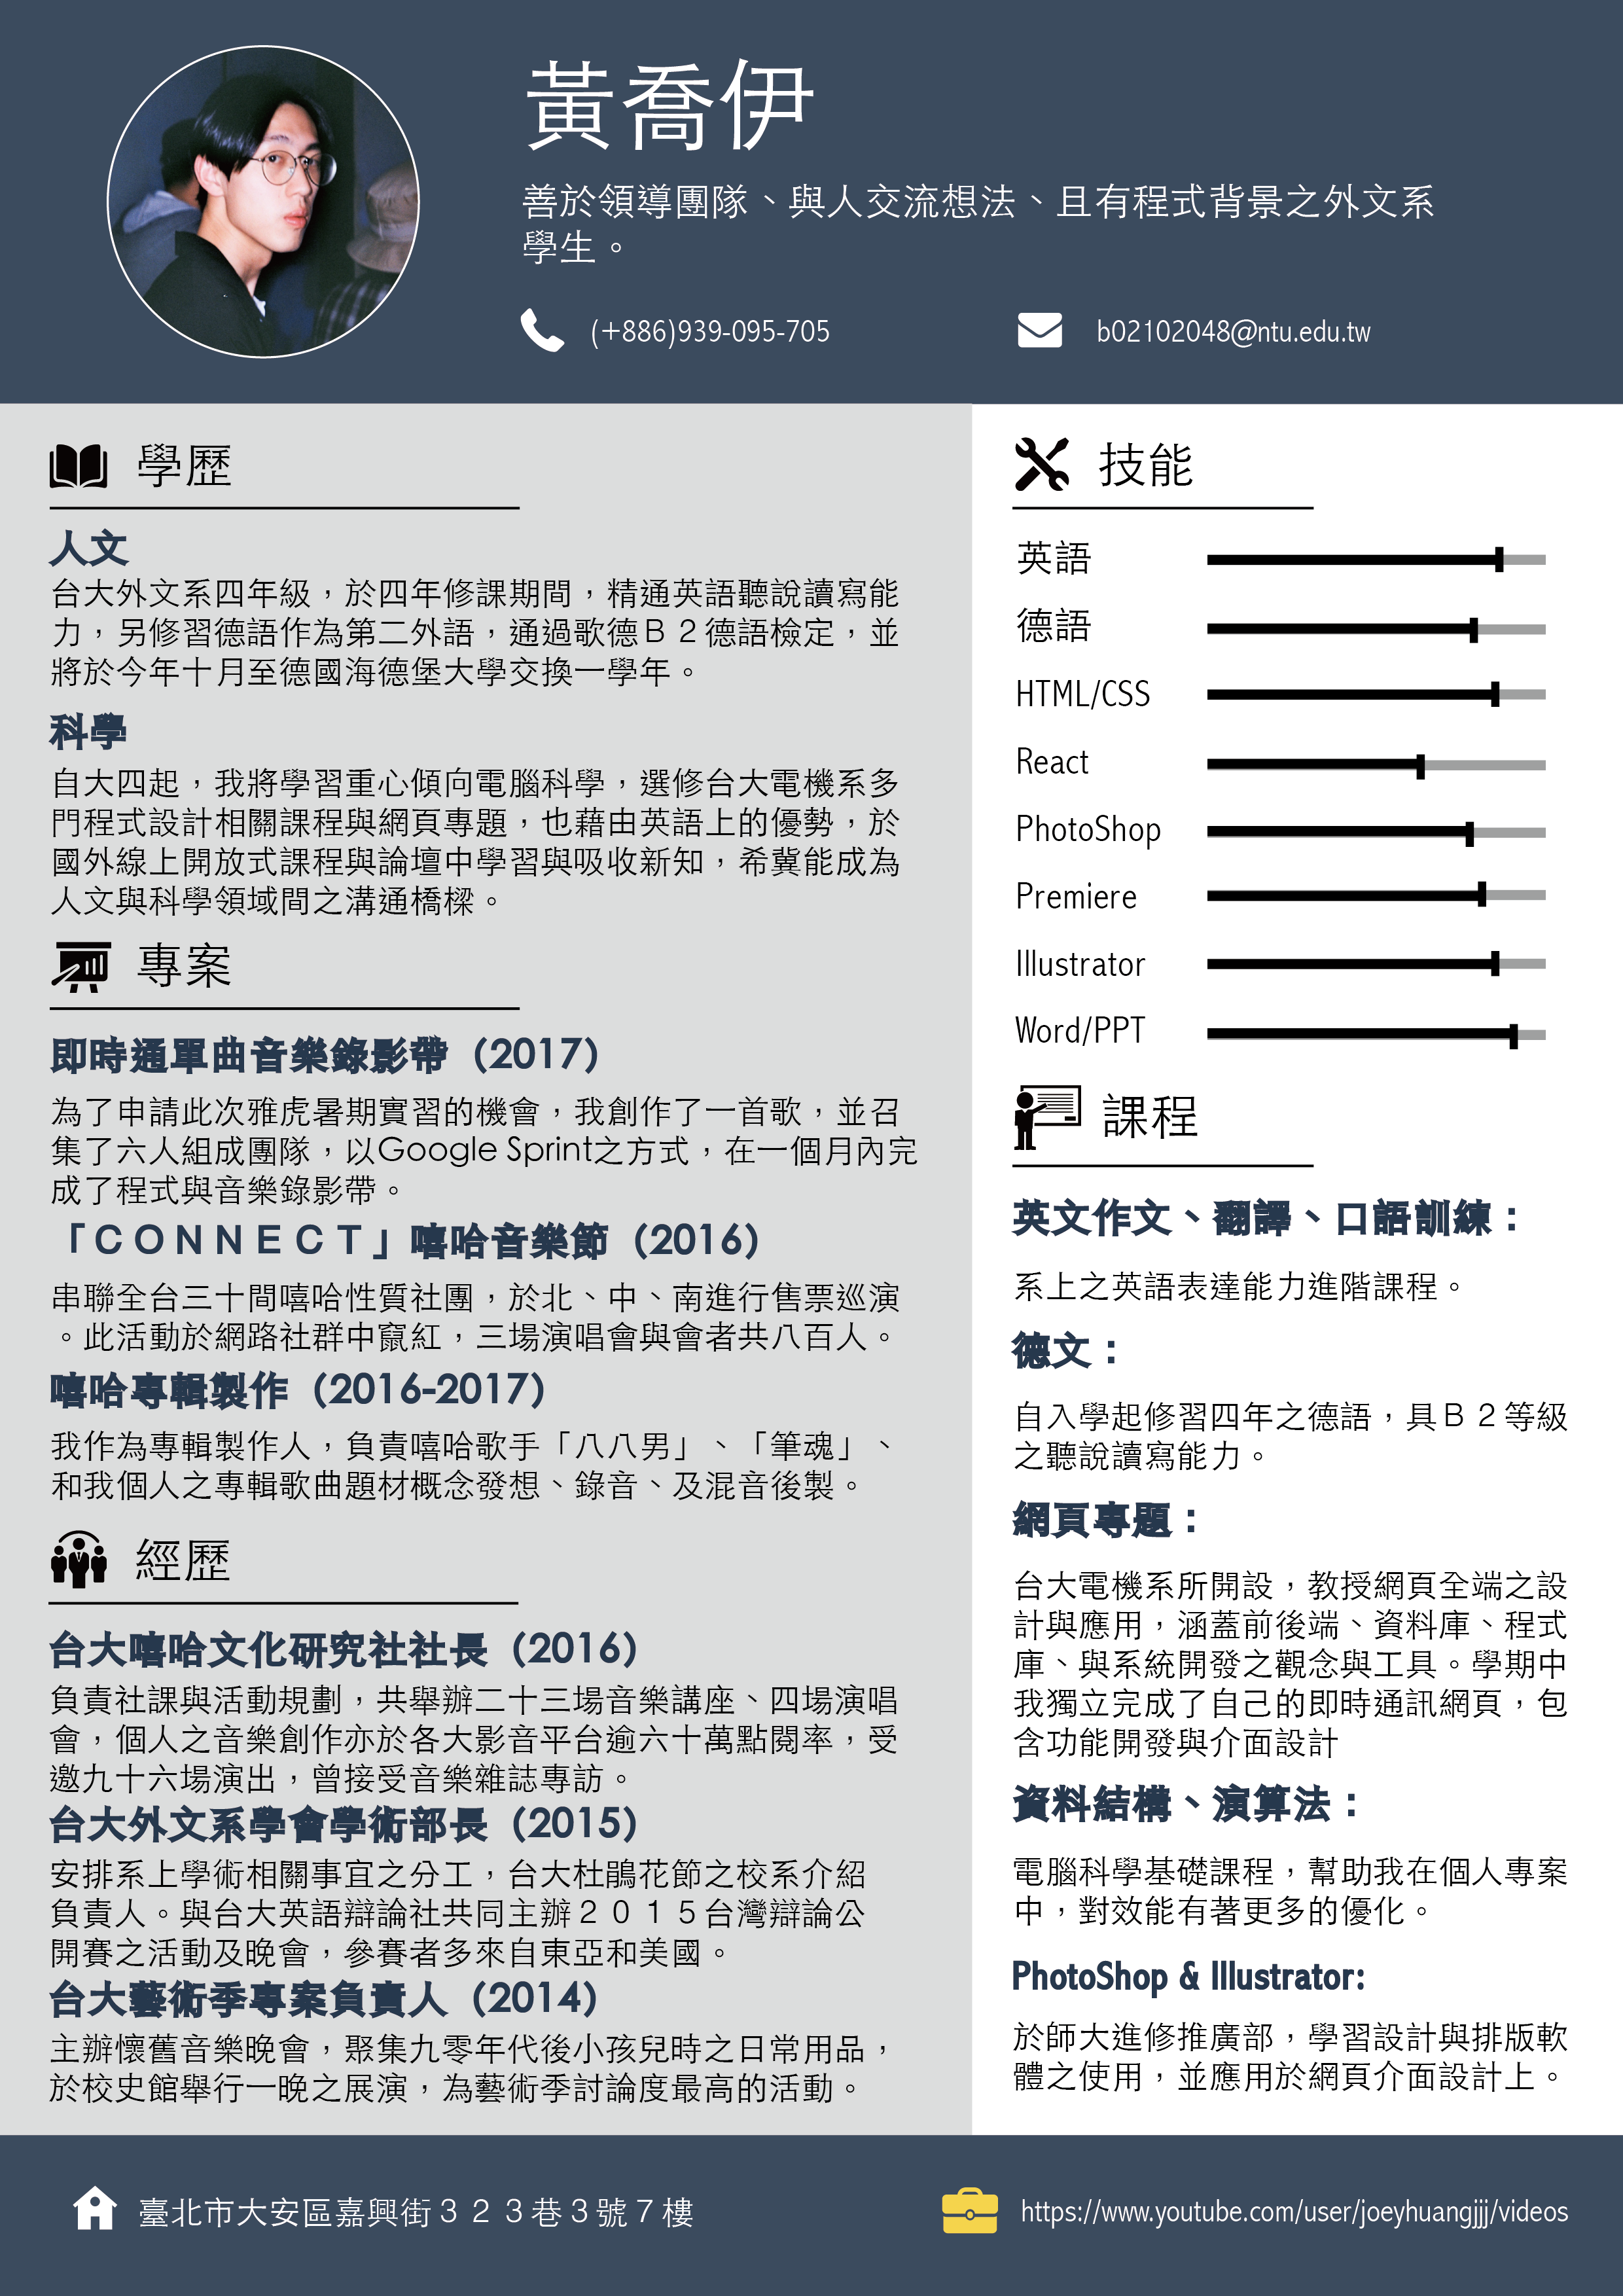 黃喬伊
善於領導團隊、與人交流想法、且有程式背景之外文系
學生。
(+886)939-095-705
b02102048@ntu.edu.tw
學歷
人文
台大外文系四年級，於四年修課期間，精通英語聽說讀寫能
力，另修習德語作為第二外語，通過歌德Ｂ２德語檢定，並
將於今年十月至德國海德堡大學交換一學年。
科學
自大四起，我將學習重心傾向電腦科學，選修台大電機系多
門程式設計相關課程與網頁專題，也藉由英語上的優勢，於
國外線上開放式課程與論壇中學習與吸收新知，希冀能成為
人文與科學領域間之溝通橋樑。
專案
即時通單曲音樂錄影帶（2017）
為了申請此次雅虎暑期實習的機會，我創作了一首歌，並召
集了六人組成團隊，以Google Sprint之方式，在一個月內完
成了程式與音樂錄影帶。
「ＣＯＮＮＥＣＴ」嘻哈音樂節（2016）
串聯全台三十間嘻哈性質社團，於北、中、南進行售票巡演
。此活動於網路社群中竄紅，三場演唱會與會者共八百人。
嘻哈專輯製作（2016-2017）
我作為專輯製作人，負責嘻哈歌手「八八男」、「筆魂」、
和我個人之專輯歌曲題材概念發想、錄音、及混音後製。
經歷
台大嘻哈文化研究社社長（2016）
負責社課與活動規劃，共舉辦二十三場音樂講座、四場演唱
會，個人之音樂創作亦於各大影音平台逾六十萬點閱率，受
邀九十六場演出，曾接受音樂雜誌專訪。
台大外文系學會學術部長（2015）
安排系上學術相關事宜之分工，台大杜鵑花節之校系介紹
負責人。與台大英語辯論社共同主辦２０１５台灣辯論公
開賽之活動及晚會，參賽者多來自東亞和美國。
台大藝術季專案負責人（2014）
主辦懷舊音樂晚會，聚集九零年代後小孩兒時之日常用品，
於校史館舉行一晚之展演，為藝術季討論度最高的活動。
技能
英語
德語
HTML/CSS
React
PhotoShop
Premiere
Illustrator
Word/PPT
課程
英文作文、翻譯、口語訓練：
系上之英語表達能力進階課程。
德文：
自入學起修習四年之德語，具Ｂ２等級
之聽說讀寫能力。
網頁專題：
台大電機系所開設，教授網頁全端之設
計與應用，涵蓋前後端、資料庫、程式
庫、與系統開發之觀念與工具。學期中
我獨立完成了自己的即時通訊網頁，包
含功能開發與介面設計
資料結構、演算法：
電腦科學基礎課程，幫助我在個人專案
中，對效能有著更多的優化。
PhotoShop & Illustrator:
於師大進修推廣部，學習設計與排版軟
體之使用，並應用於網頁介面設計上。
臺北市大安區嘉興街３２３巷３號７樓
https://www.youtube.com/user/joeyhuangjjj/videos